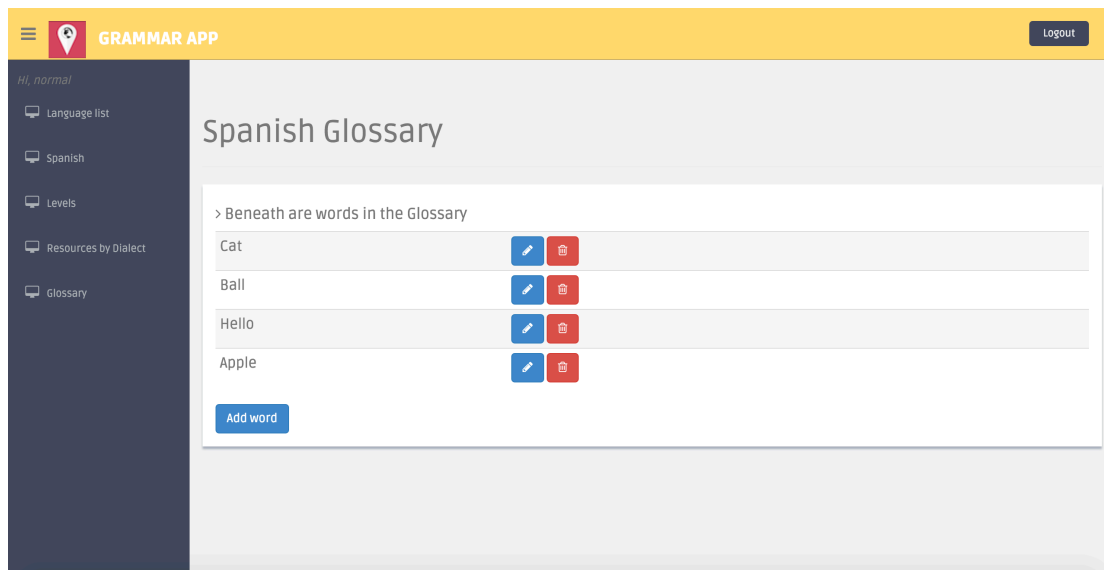 GRAMMAR APP
Logout
Hi, normal
Language list
Spanish
Levels
Resources by Dialect
Glossary
Spanish Glossary
> Beneath are words in the Glossary
Cat
Ball
Hello
Apple
Add word